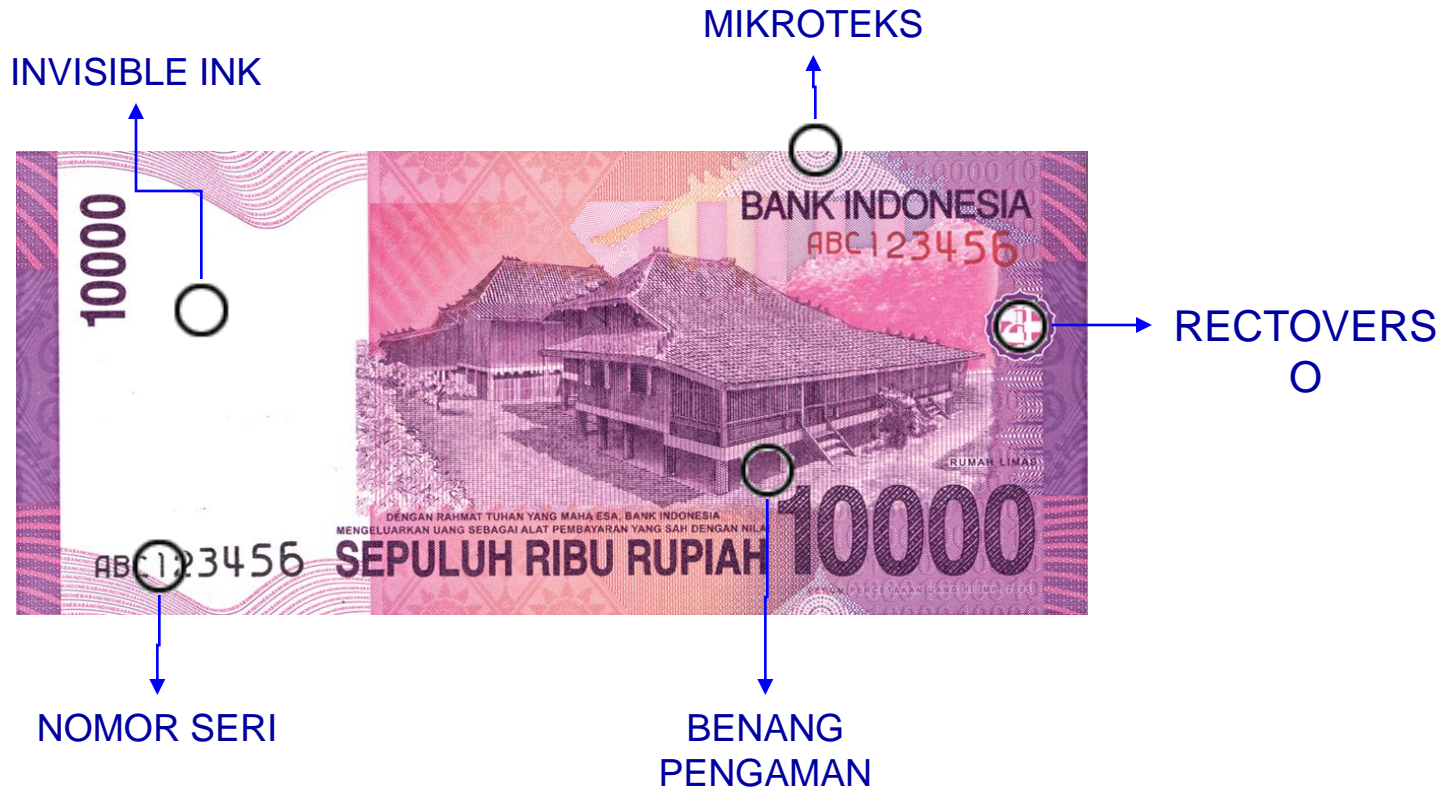 MIKROTEKS
INVISIBLE INK
10000
BANK INDONESIA
ABC123456
RECTOVERS
O
RUMAH LIMAS
DENGAN RAHMAT TUHAN YANG MAHA ESA, BANK INDONESIA
MENGELUARKAN UANG SEBAGAI ALAT PEMBAYARAN YANG SAH DENGAN NILAI
SEPULUH RIBU RUPIAH
10000
ABC123456
NOMOR SERI
BENANG
PENGAMAN